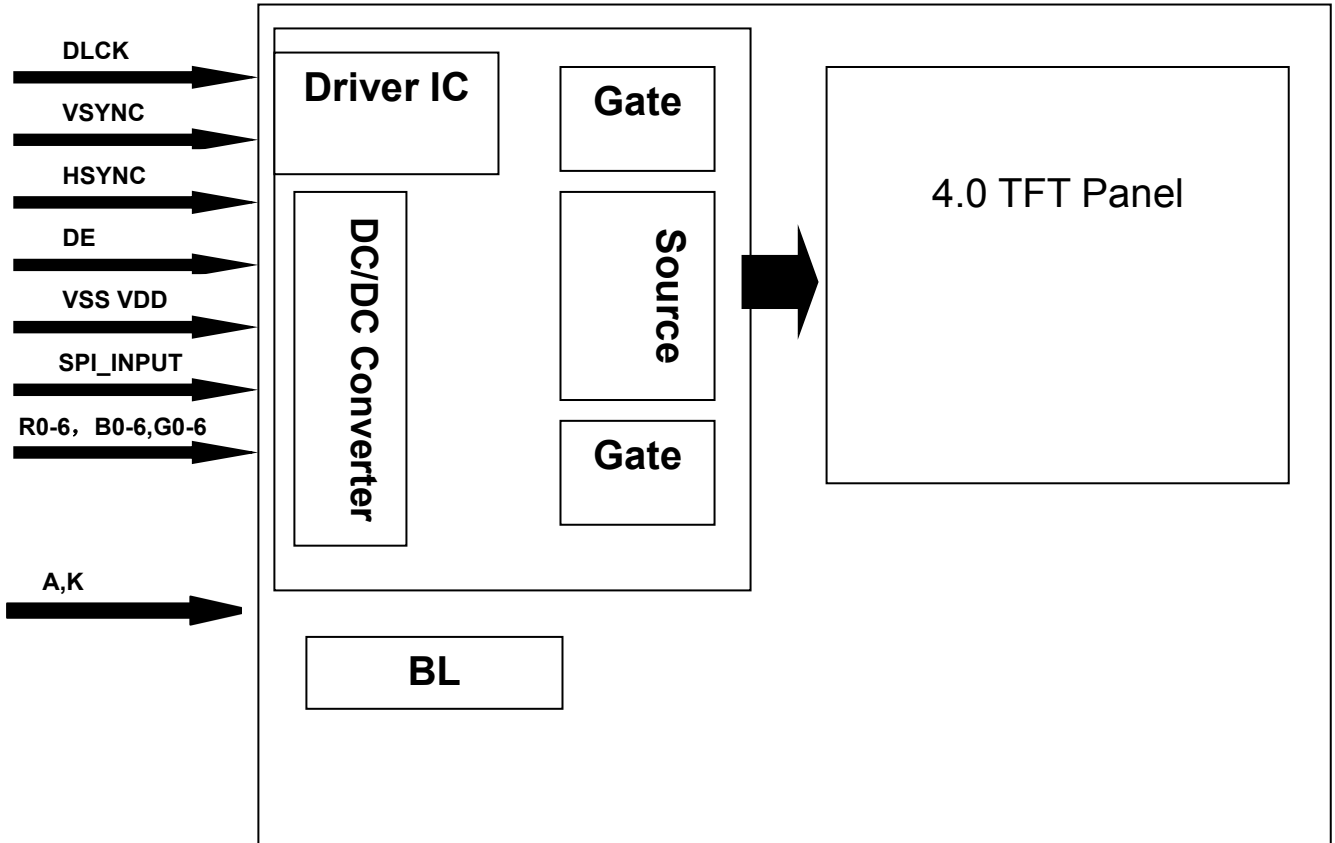 DLCK
VSYNC
HSYNC
DE
VSS VDD
SPI_INPUT
R0-6，B0-6,G0-6
A,K
Driver IC
DC/DC Converter
Gate
Source
Gate
BL
4.0 TFT Panel